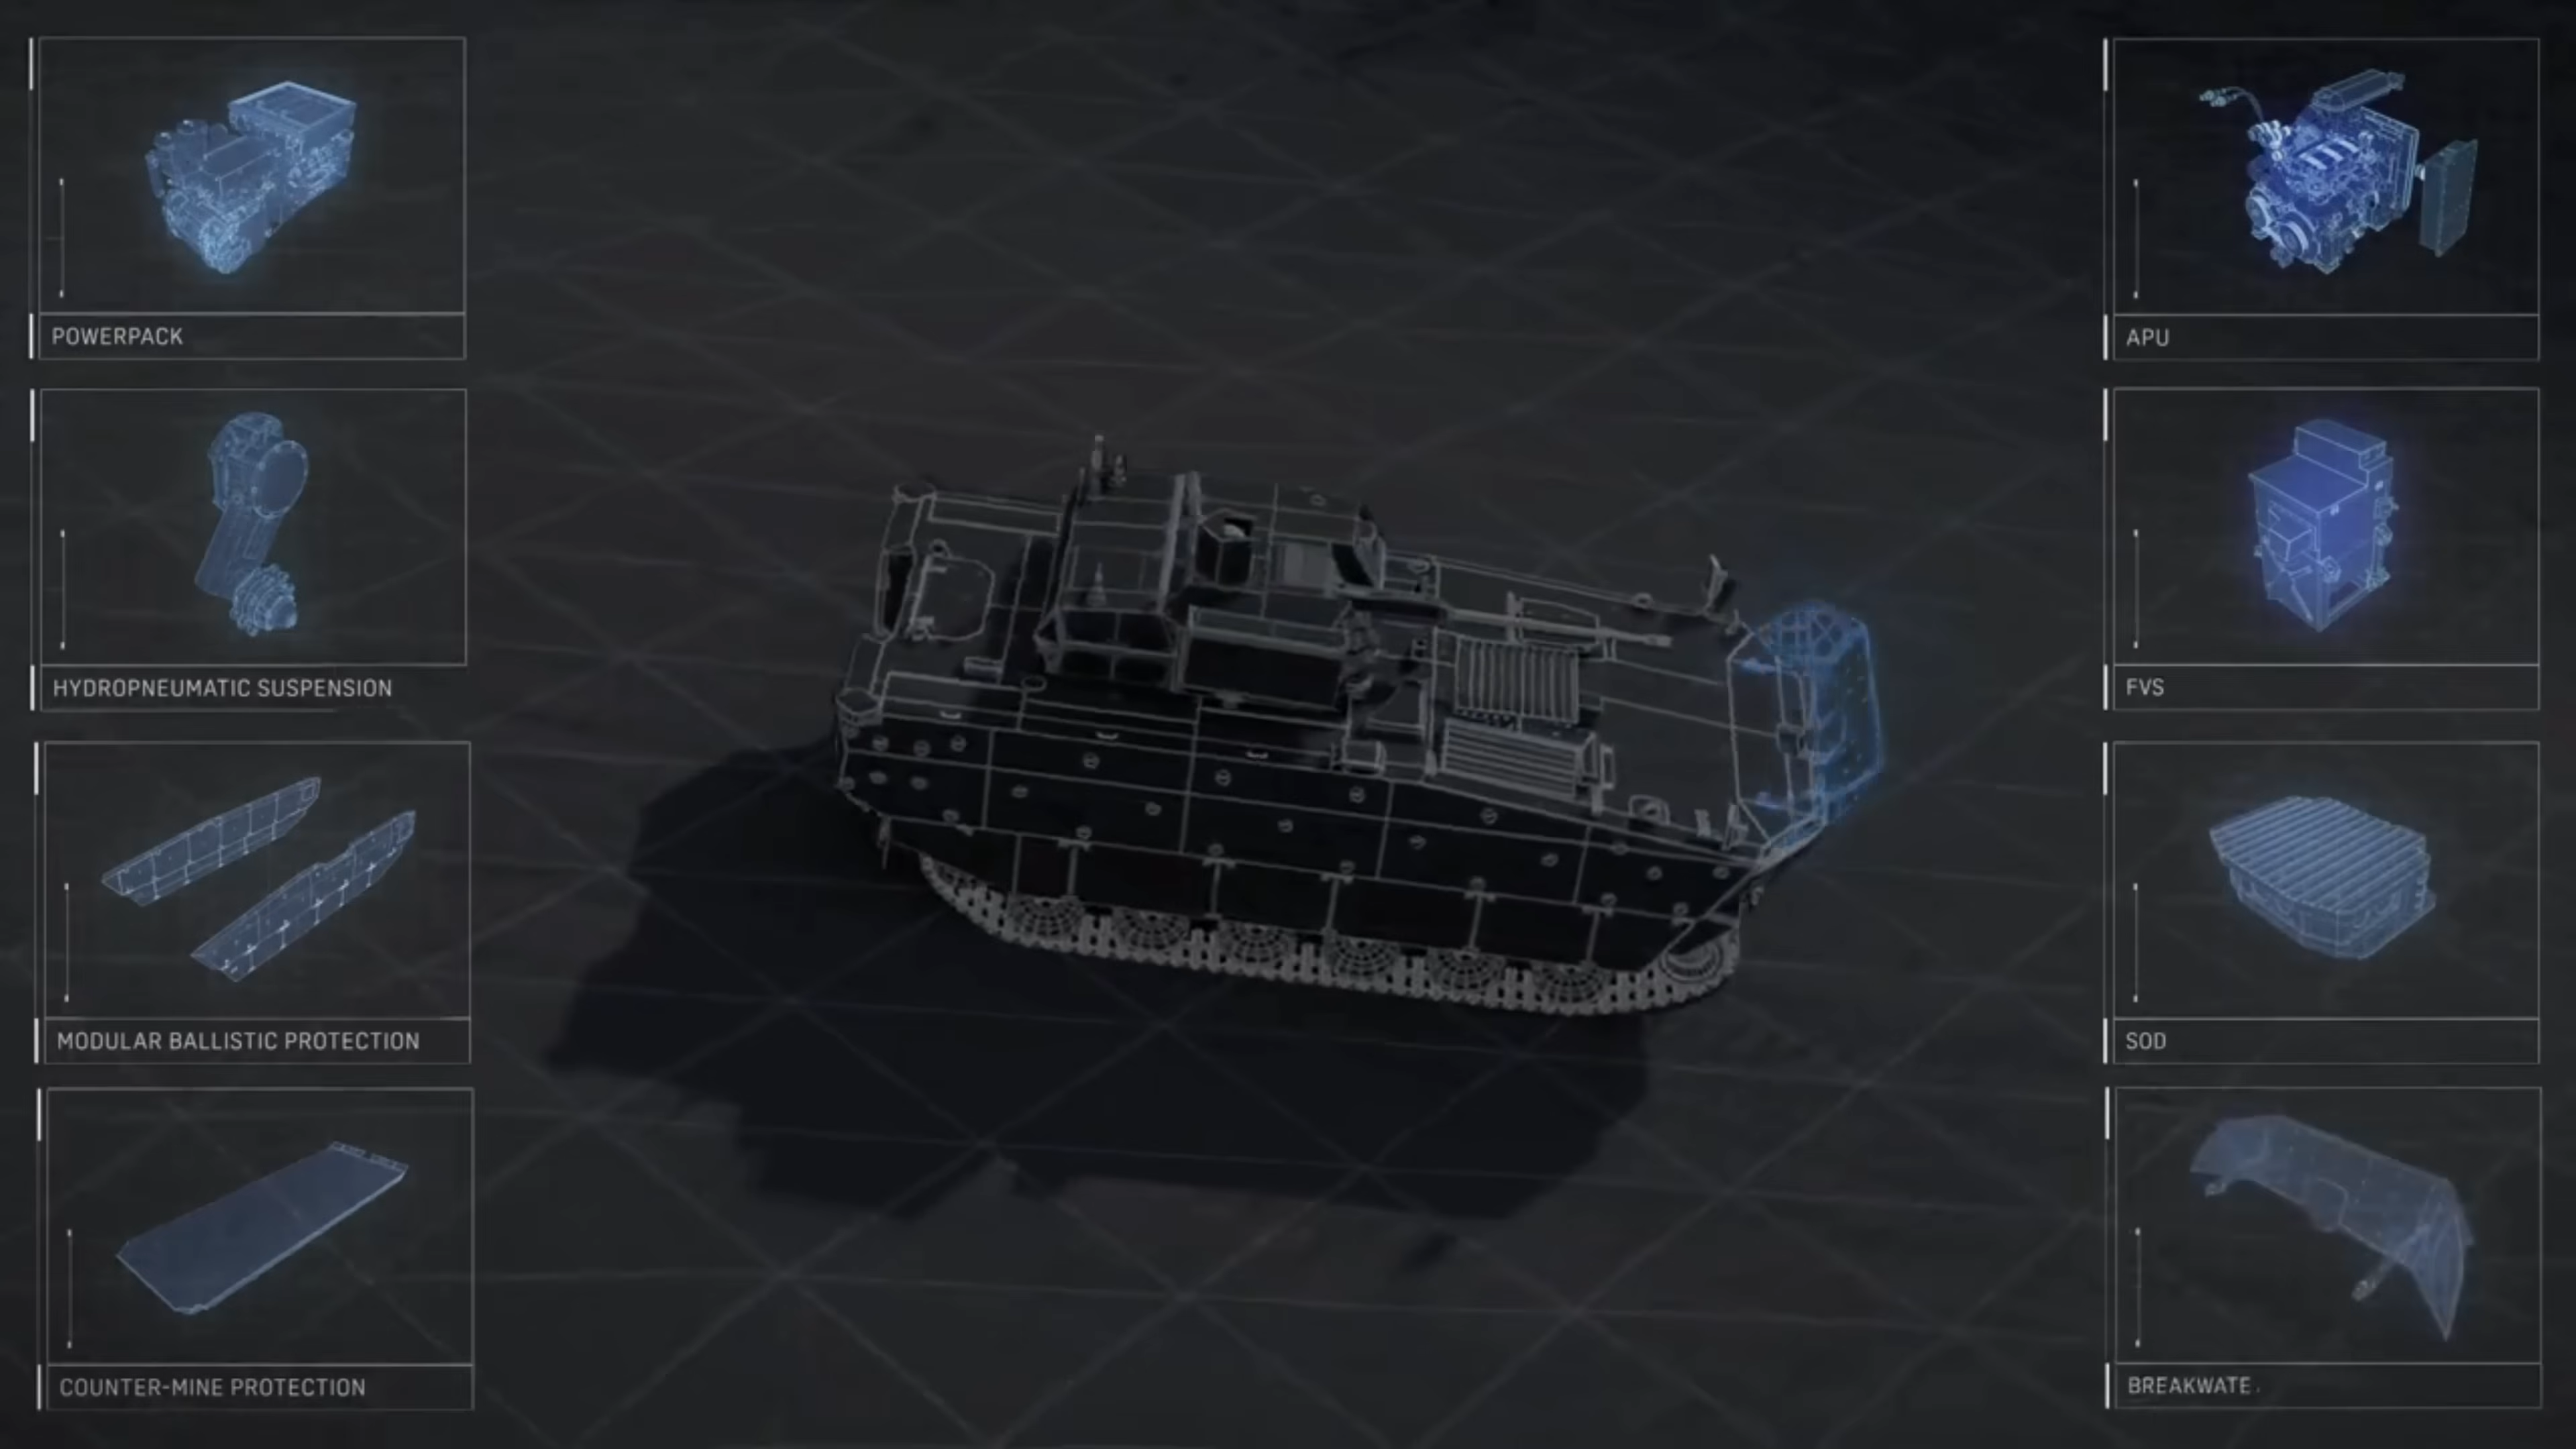 POWERPACK
APU
HYDROPNEUMATIC SUSPENSION
FVS
MODULAR BALLISTIC PROTECTION
SOD
COUNTER-MINE PROTECTION
BREAKWATE